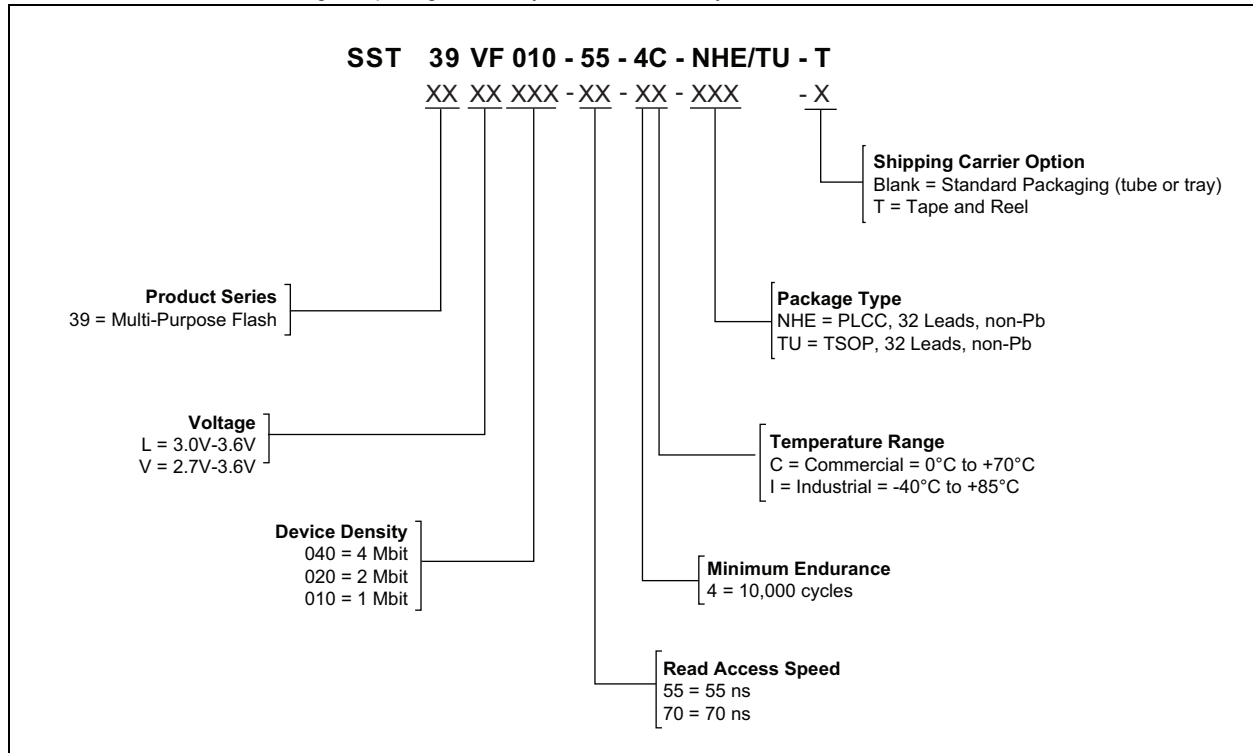 SST 39 VF 010 - 55 - 4C - NHE/TU - T
XX XX XXX - XX - XX - XXX - X
Shipping Carrier Option
Blank = Standard Packaging (tube or tray)
T = Tape and Reel
Product Series
39 = Multi-Purpose Flash
Package Type
NHE = PLCC, 32 Leads, non-Pb
TU = TSOP, 32 Leads, non-Pb
Voltage
L = 3.0V-3.6V
V = 2.7V-3.6V
Temperature Range
C = Commercial = 0°C to +70°C
I = Industrial = -40°C to +85°C
Device Density
040 = 4 Mbit
020 = 2 Mbit
010 = 1 Mbit
Minimum Endurance
4 = 10,000 cycles
Read Access Speed
55 = 55 ns
70 = 70 ns